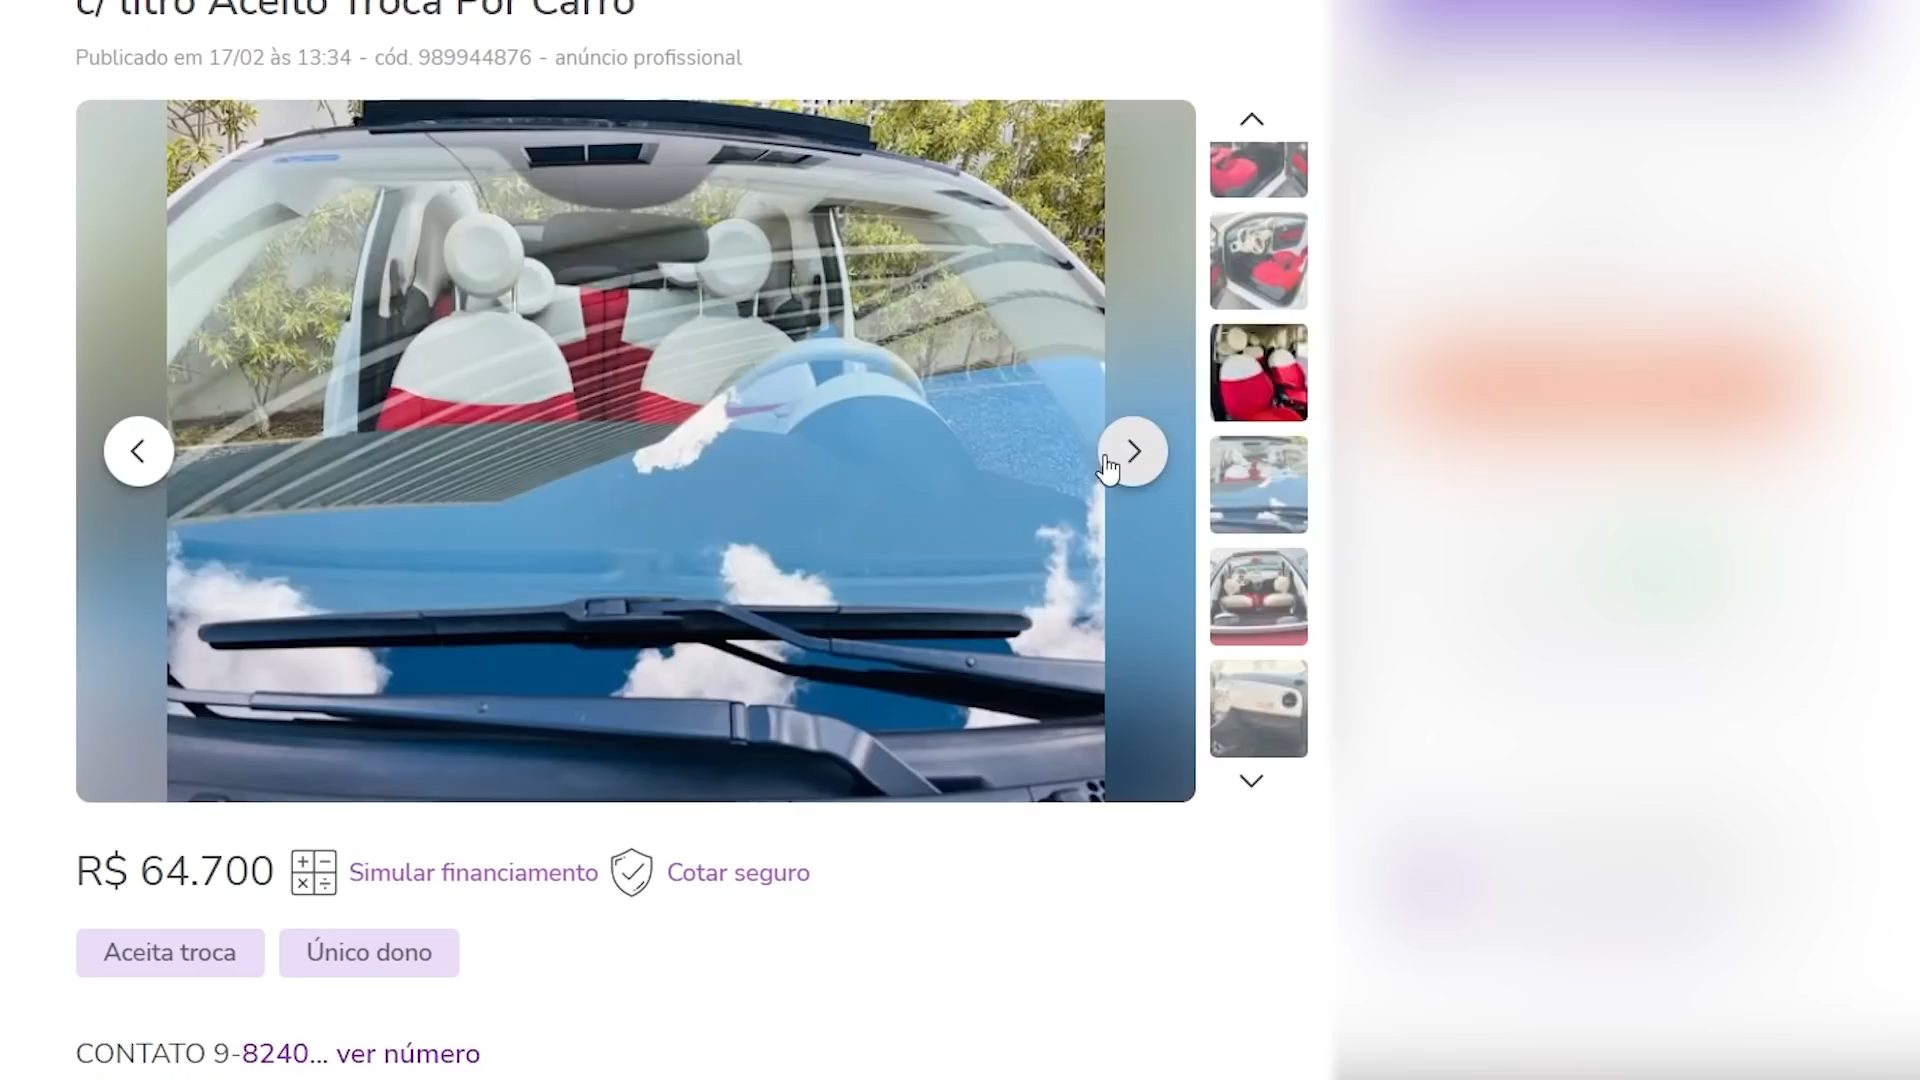 c/ litro Aceito Troca Por Carro
Publicado em 17/02 às 13:34 - cód. 989944876 - anúncio profissional
R$ 64.700 Simular financiamento Cotar seguro
Aceita troca Único dono
CONTATO 9-8240... ver número